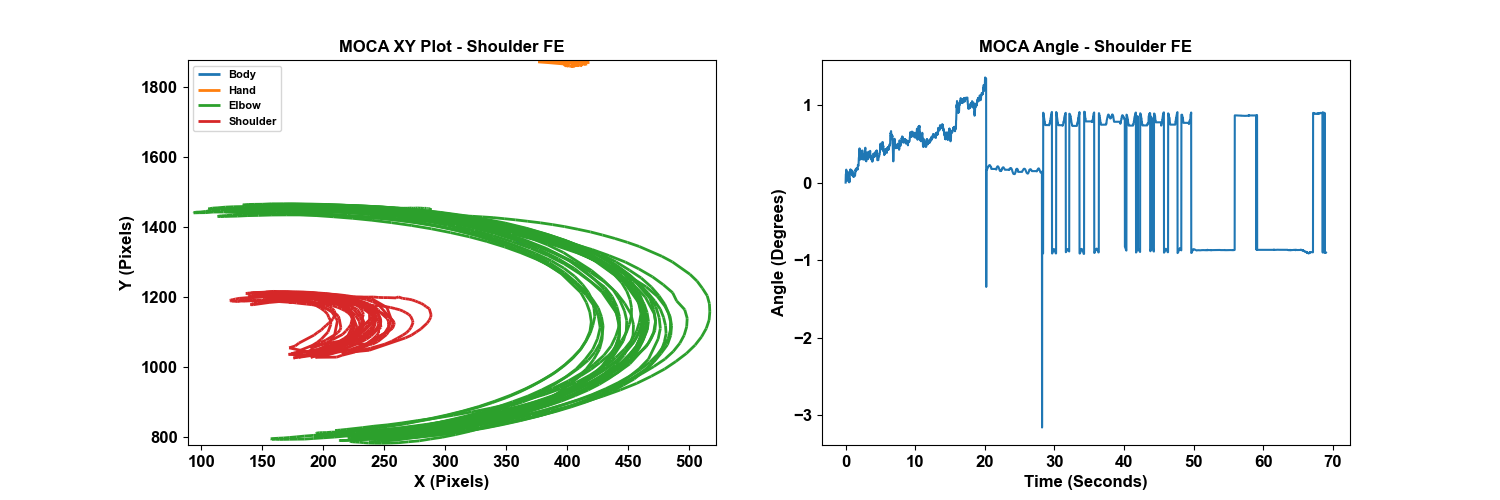 MOCA XY Plot - Shoulder FE
Y (Pixels)
1800
1600
1400
1200
1000
800
Body
Hand
Elbow
Shoulder
100 150 200 250 300 350 400 450 500
X (Pixels)
MOCA Angle - Shoulder FE
Angle (Degrees)
1
0
−1
−2
−3
0 10 20 30 40 50 60 70
Time (Seconds)